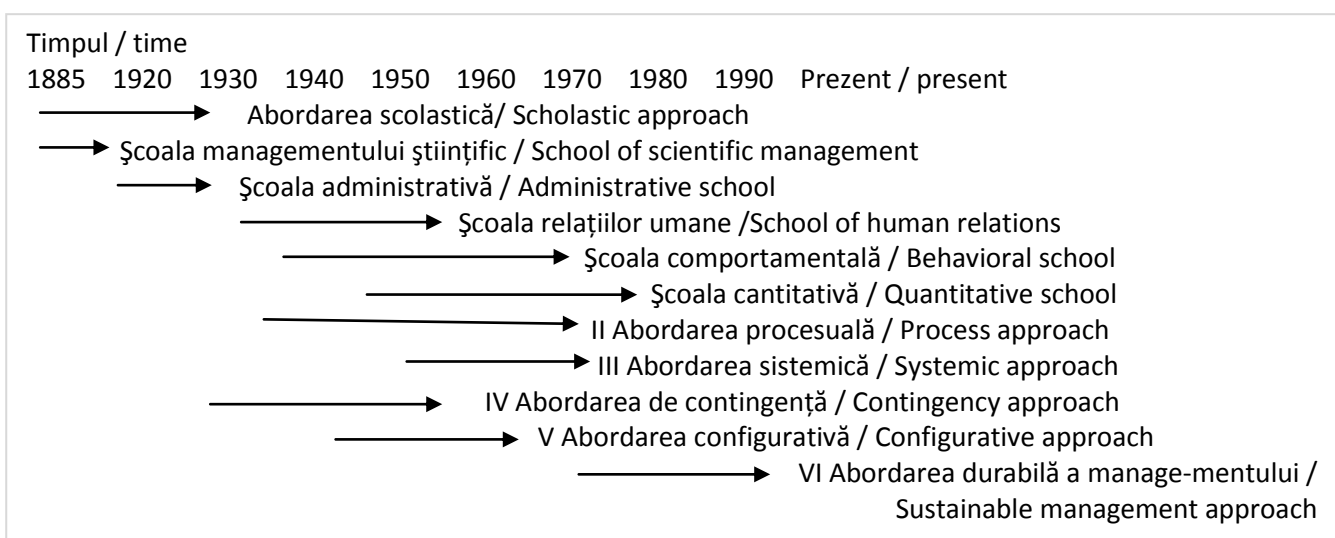 Timpul / time
1885 1920 1930 1940 1950 1960 1970 1980 1990 Prezent / present
Abordarea scolastică/ Scholastic approach
Şcoala managementului ştiințific / School of scientific management
Şcoala administrativă / Administrative school
Şcoala relațiilor umane /School of human relations
Şcoala comportamentală / Behavioral school
Şcoala cantitativă / Quantitative school
II Abordarea procesuală / Process approach
III Abordarea sistemică / Systemic approach
IV Abordarea de contingență / Contingency approach
V Abordarea configurativă / Configurative approach
VI Abordarea durabilă a manage-mentului /
Sustainable management approach